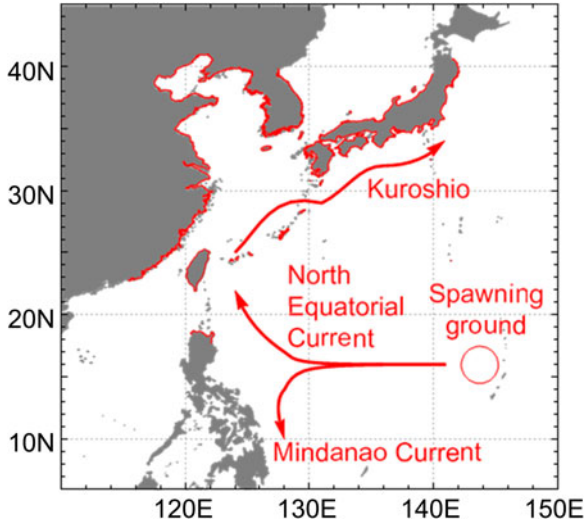 40N
30N
20N
10N
Kuroshio
North
Equatorial
Current
Spawning
ground
Mindanao Current
120E
130E
140E
150E